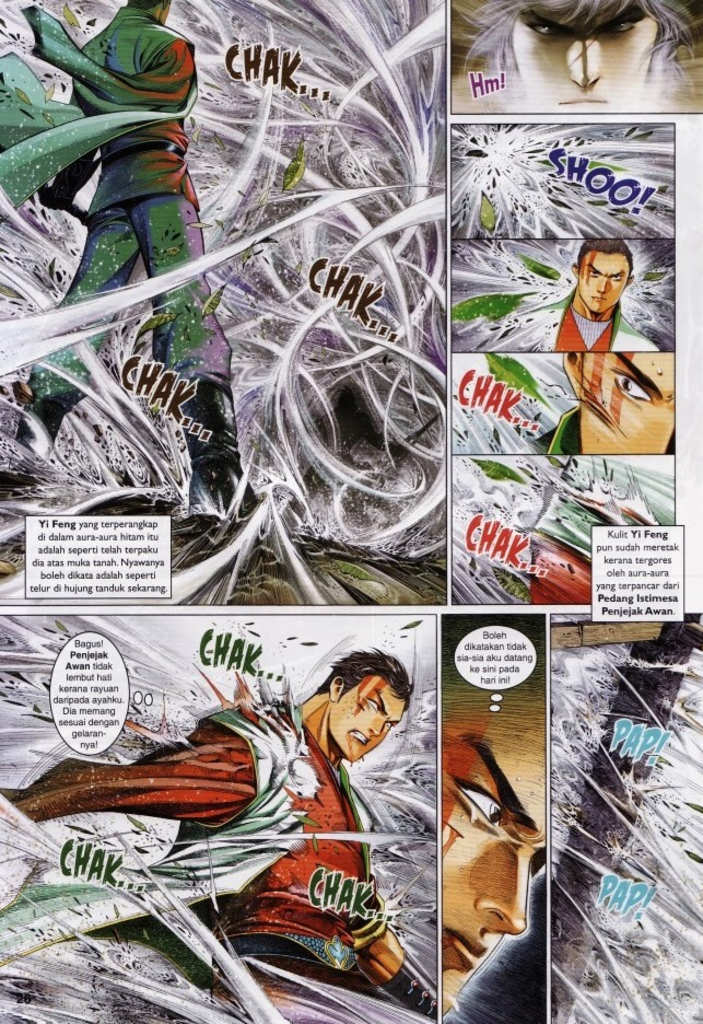 CHAK...
CHAK...
CHAK...
Yi Feng yang terperangkap
di dalam aura-aura hitam itu
adalah seperti telah terpaku
dia atas muka tanah. Nyawanya
boleh dikata adalah seperti
telur di hujung tanduk sekarang.
Hm!
SHOO!
CHAK...
CHAK...
Kulit Yi Feng
pun sudah meretak
kerana tergores
oleh aura-aura
yang terpancar dari
Pedang Istimesa
Penjejak Awan.
Bagus!
Penjejak
Awan tidak
lembut hati
kerana rayuan
daripada ayahku.
Dia memang
sesuai dengan
gelaran-
nya!
CHAK...
CHAK...
CHAK...
Boleh
dikatakan tidak
sia-sia aku datang
ke sini pada
hari ini!
PAP!
PAP!
26